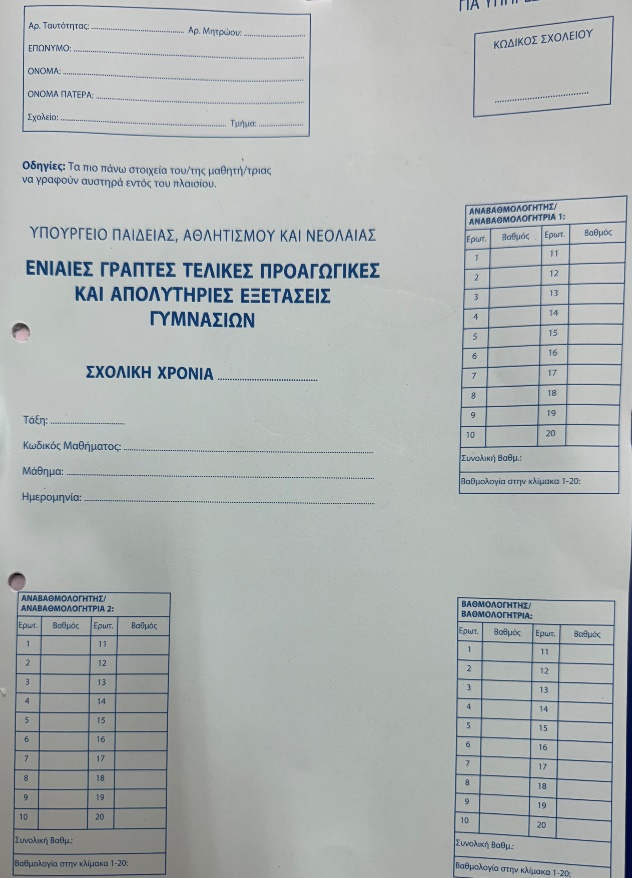 ΓΙΑ ΥΠΗΡΕΣ
Αρ. Ταυτότητας: Αρ. Μητρώου:
ΕΠΩΝΥΜΟ:
ΟΝΟΜΑ:
ΟΝΟΜΑ ΠΑΤΕΡΑ:
Σχολείο: Τμήμα:
ΚΩΔΙΚΟΣ ΣΧΟΛΕΙΟΥ
Οδηγίες: Τα πιο πάνω στοιχεία του/της μαθητή/τριας
να γραφούν αυστηρά εντός του πλαισίου.
ΥΠΟΥΡΓΕΙΟ ΠΑΙΔΕΙΑΣ, ΑΘΛΗΤΙΣΜΟΥ ΚΑΙ ΝΕΟΛΑΙΑΣ
ΕΝΙΑΙΕΣ ΓΡΑΠΤΕΣ ΤΕΛΙΚΕΣ ΠΡΟΑΓΩΓΙΚΕΣ
ΚΑΙ ΑΠΟΛΥΤΗΡΙΕΣ ΕΞΕΤΑΣΕΙΣ
ΓΥΜΝΑΣΙΩΝ
ΣΧΟΛΙΚΗ ΧΡΟΝΙΑ
Τάξη:
Κωδικός Μαθήματος:
Μάθημα:
Ημερομηνία:
ΑΝΑΒΑΘΜΟΛΟΓΗΤΗΣ/
ΑΝΑΒΑΘΜΟΛΟΓΗΤΡΙΑ 1:
Ερωτ. Βαθμός Ερωτ. Βαθμός
1 11
2 12
3 13
4 14
5 15
6 16
7 17
8 18
9 19
10 20
Συνολική Βαθμ.:
Βαθμολογία στην κλίμακα 1-20:
ΑΝΑΒΑΘΜΟΛΟΓΗΤΗΣ/
ΑΝΑΒΑΘΜΟΛΟΓΗΤΡΙΑ 2:
Ερωτ. Βαθμός Ερωτ. Βαθμός
1 11
2 12
3 13
4 14
5 15
6 16
7 17
8 18
9 19
10 20
Συνολική Βαθμ.:
Βαθμολογία στην κλίμακα 1-20:
ΒΑΘΜΟΛΟΓΗΤΗΣ/
ΒΑΘΜΟΛΟΓΗΤΡΙΑ:
Ερωτ. Βαθμός Ερωτ. Βαθμός
1 11
2 12
3 13
4 14
5 15
6 16
7 17
8 18
9 19
10 20
Συνολική Βαθμ.:
Βαθμολογία στην κλίμακα 1-20: